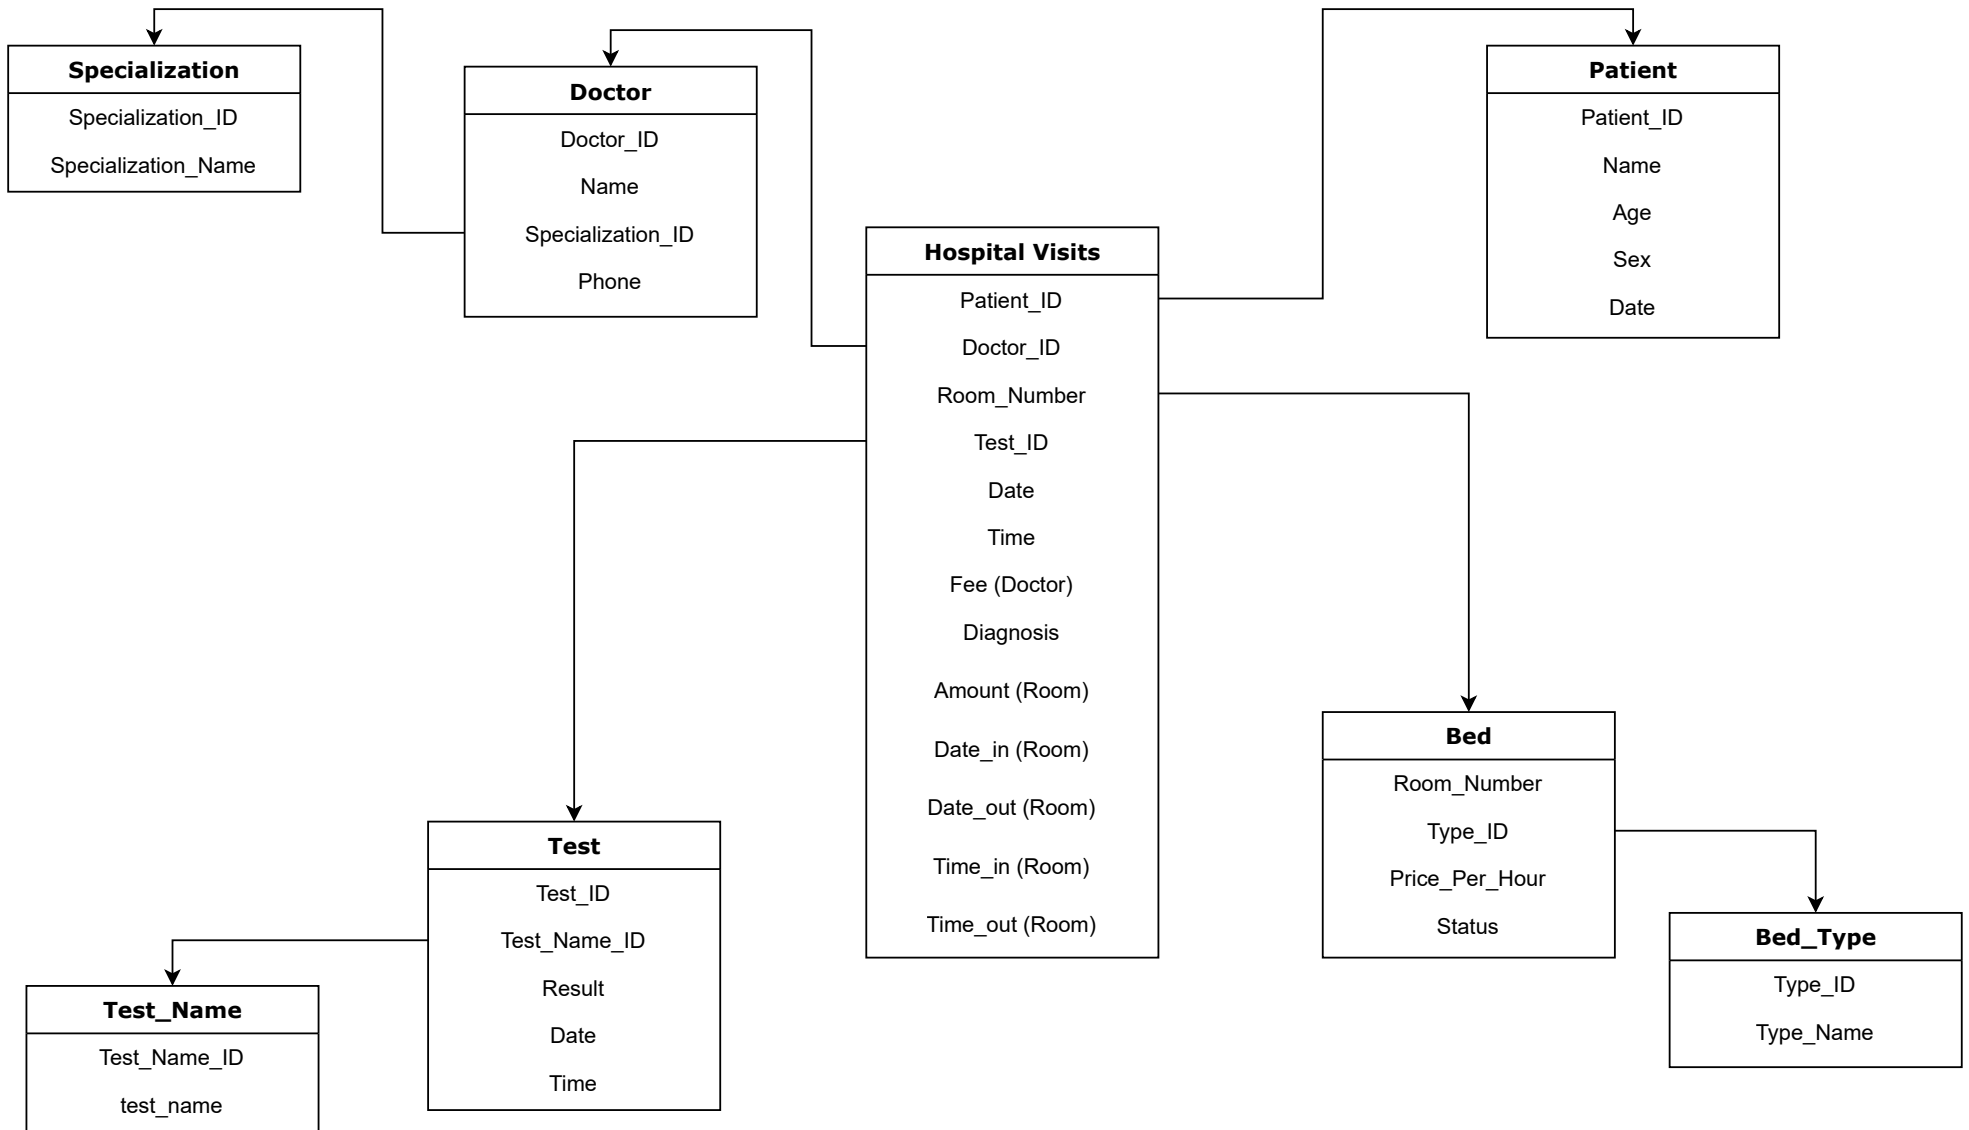 Specialization
Specialization_ID
Specialization_Name
Doctor
Doctor_ID
Name
Specialization_ID
Phone
Hospital Visits
Patient_ID
Doctor_ID
Room_Number
Test_ID
Date
Time
Fee (Doctor)
Diagnosis
Amount (Room)
Date_in (Room)
Date_out (Room)
Time_in (Room)
Time_out (Room)
Patient
Patient_ID
Name
Age
Sex
Date
Test
Test_ID
Test_Name_ID
Result
Date
Time
Test_Name
Test_Name_ID
test_name
Bed
Room_Number
Type_ID
Price_Per_Hour
Status
Bed_Type
Type_ID
Type_Name